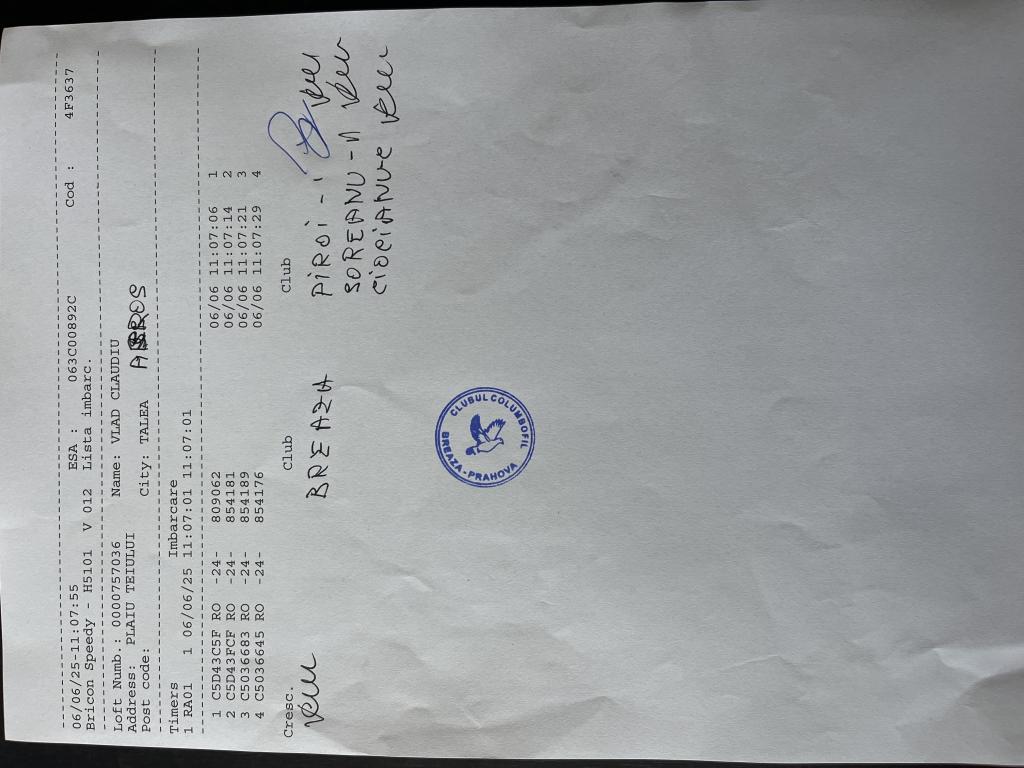 --------------------------------------------------------------------------------
06/06/25-11:07:55 ESA : 063C00892C Cod : 4F3637
Bricon Speedy - H5101 V 012 Lista imbarc.
--------------------------------------------------------------------------------
Loft Numb.: 0000757036 Name: VLAD CLAUDIU
Address: PLAIU TEIULUI
Post code: City: TALEA
--------------------------------------------------------------------------------
Timers Imbarcare
1 RA01 1 06/06/25 11:07:01 11:07:01
--------------------------------------------------------------------------------
1 C5D43C5F RO -24- 809062 06/06 11:07:06 1
2 C5D43FCF RO -24- 854181 06/06 11:07:14 2
3 C5036683 RO -24- 854189 06/06 11:07:21 3
4 C5036645 RO -24- 854176 06/06 11:07:29 4
Cresc. Club Club
BREAZA PIROI - I
SOREANU - N
CLUBUL COLUMBOFIL
BREAZA - PRAHOVA